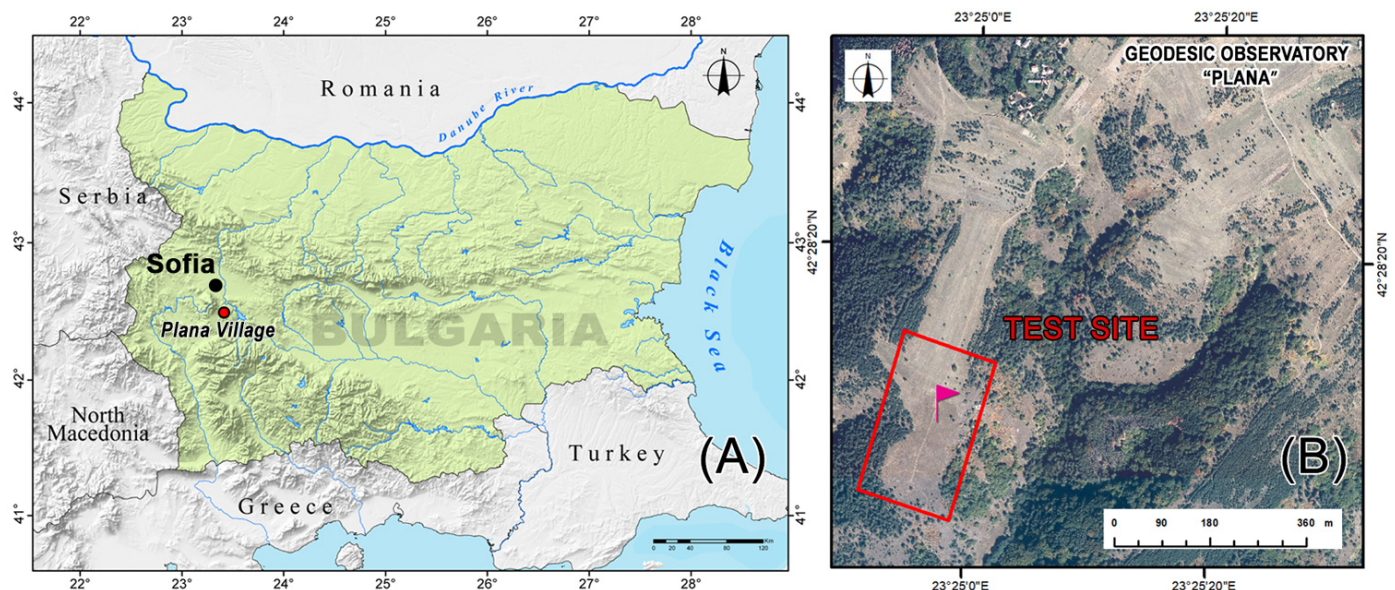 22°
23°
24°
25°
26°
27°
28°
N
Romania
Danube River
44°
44°
Serbia
43°
43°
Sofia
Plana Village
BULGARIA
Black Sea
42°
42°
North
Macedonia
Turkey
(A)
Greece
41°
41°
0 20 40 80 120 Km
22°
23°
24°
25°
26°
27°
28°
23°25'0"E
23°25'20"E
N
GEODESIC OBSERVATORY
"PLANA"
42°28'20"N
42°28'20"N
TEST SITE
(B)
0 90 180 360 m
23°25'0"E
23°25'20"E